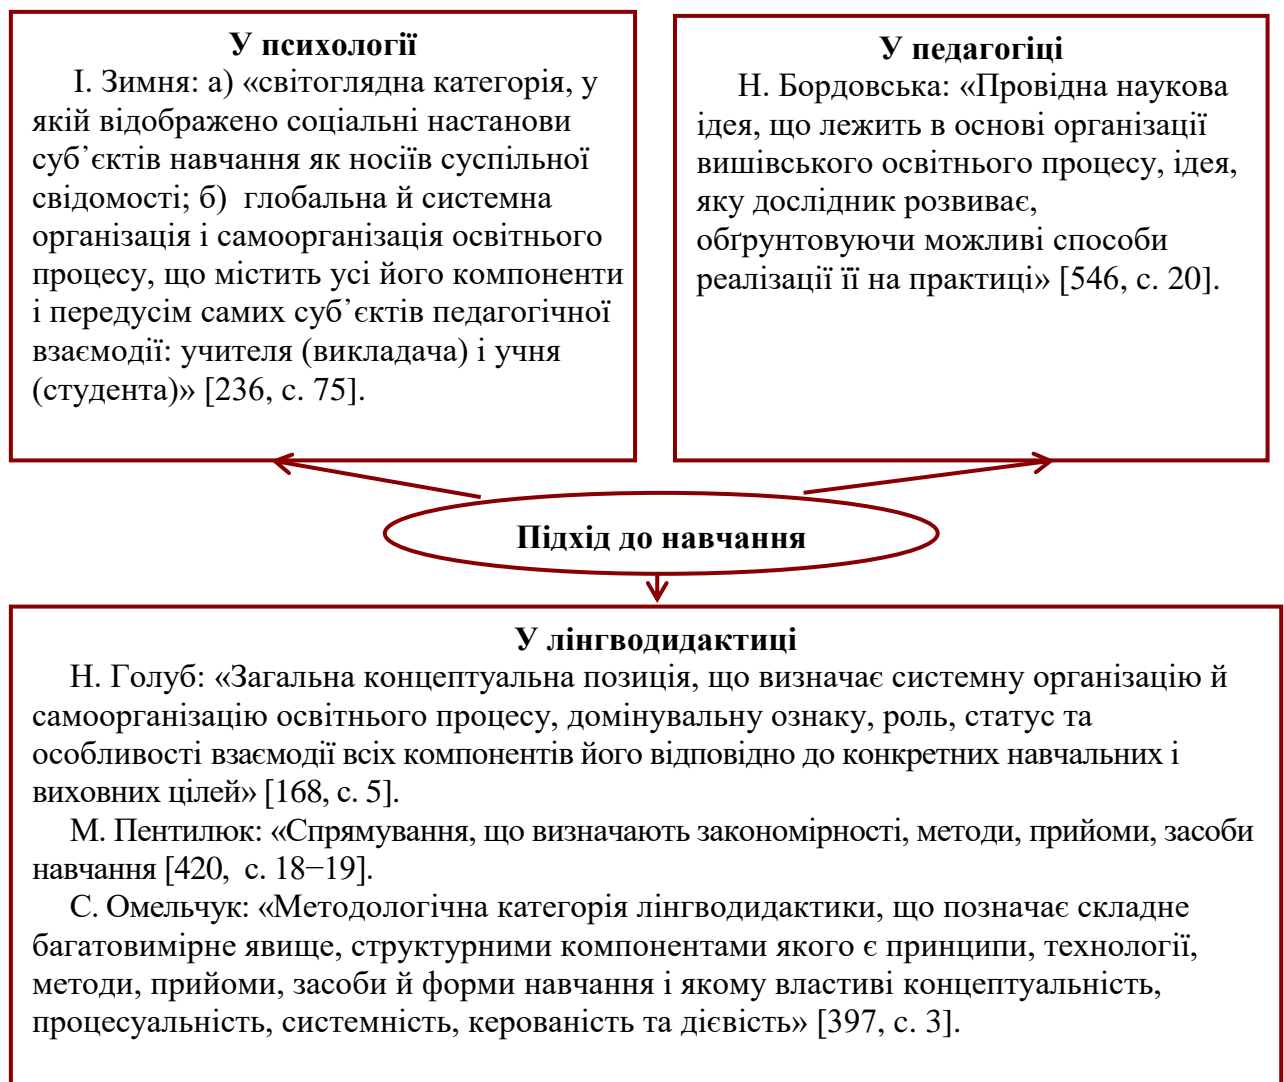 У психології
І. Зимня: а) «світоглядна категорія, у
якій відображено соціальні настанови
суб’єктів навчання як носіїв суспільної
свідомості; б) глобальна й системна
організація і самоорганізація освітнього
процесу, що містить усі його компоненти
і передусім самих суб’єктів педагогічної
взаємодії: учителя (викладача) і учня
(студента)» [236, с. 75].
У педагогіці
Н. Бордовська: «Провідна наукова
ідея, що лежить в основі організації
вишівського освітнього процесу, ідея,
яку дослідник розвиває,
обґрунтовуючи можливі способи
реалізації її на практиці» [546, с. 20].
Підхід до навчання
У лінгводидактиці
Н. Голуб: «Загальна концептуальна позиція, що визначає системну організацію й
самоорганізацію освітнього процесу, домінувальну ознаку, роль, статус та
особливості взаємодії всіх компонентів його відповідно до конкретних навчальних і
виховних цілей» [168, с. 5].
М. Пентилюк: «Спрямування, що визначають закономірності, методи, прийоми, засоби
навчання [420, с. 18−19].
С. Омельчук: «Методологічна категорія лінгводидактики, що позначає складне
багатовимірне явище, структурними компонентами якого є принципи, технології,
методи, прийоми, засоби й форми навчання і якому властиві концептуальність,
процесуальність, системність, керованість та дієвість» [397, с. 3].